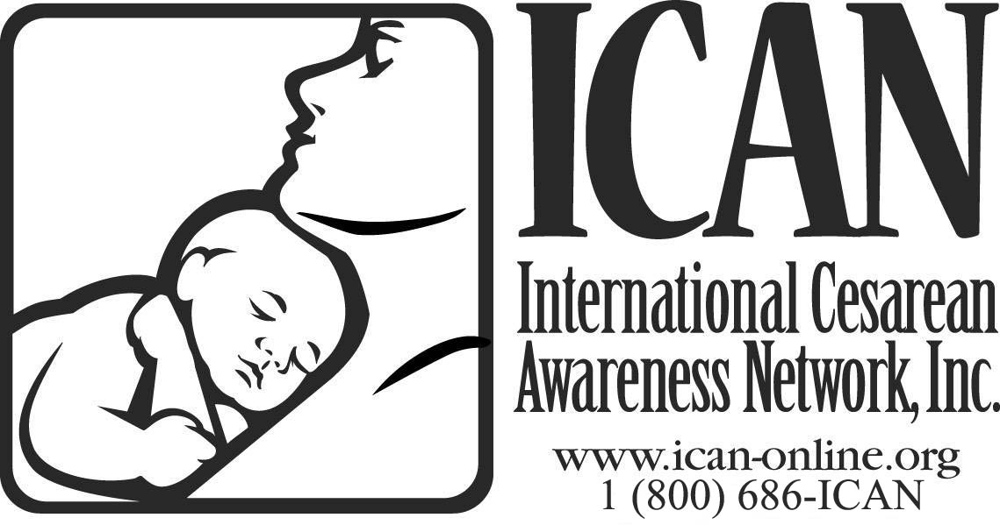 ICAN
International Cesarean
Awareness Network, Inc.
www.ican-online.org
1 (800) 686-ICAN